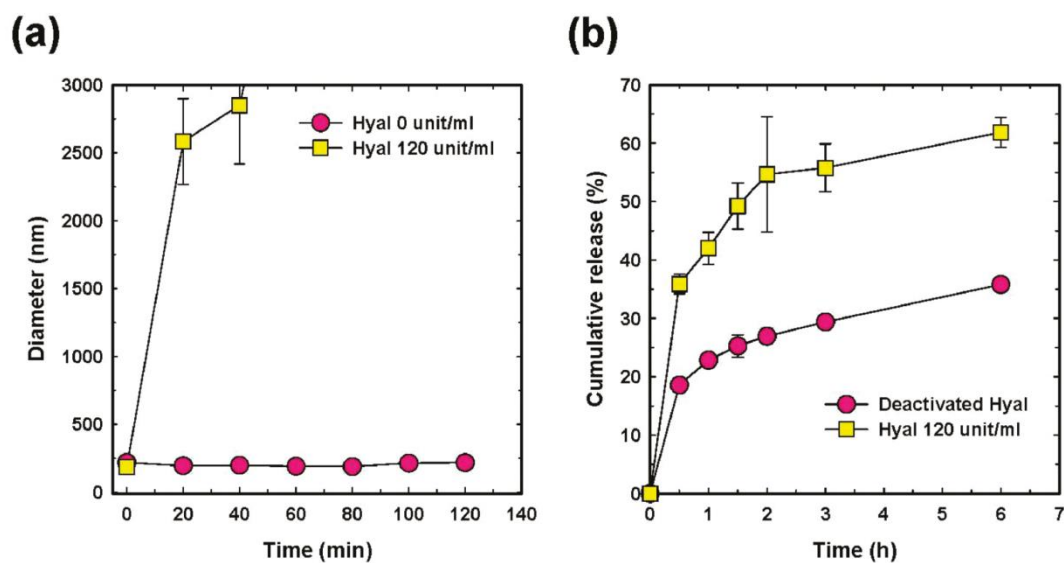 (a)
3000
2500
2000
1500
1000
500
0
Diameter (nm)
Hyal 0 unit/ml
Hyal 120 unit/ml
0 20 40 60 80 100 120 140
Time (min)
(b)
70
60
50
40
30
20
10
0
Cumulative release (%)
Deactivated Hyal
Hyal 120 unit/ml
0 1 2 3 4 5 6 7
Time (h)